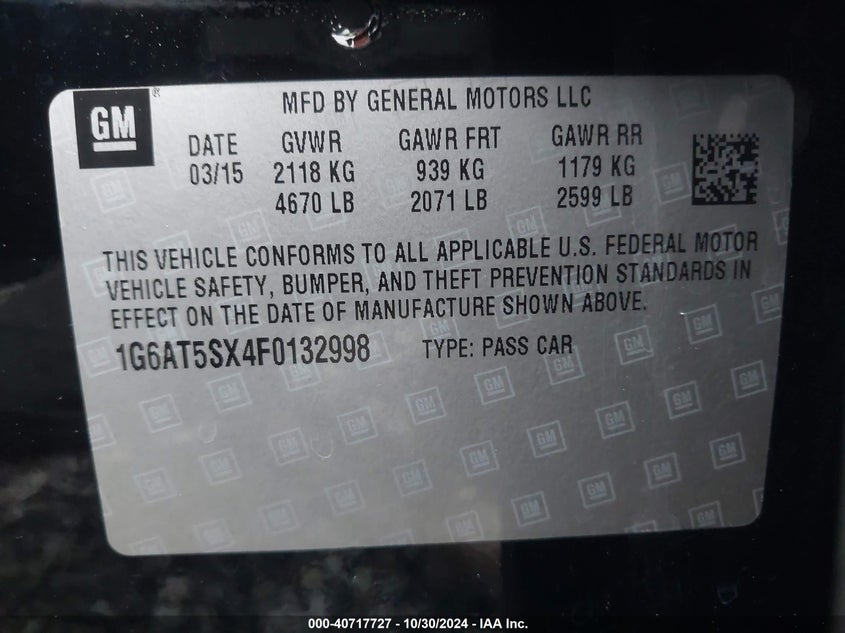 GM®
MFD BY GENERAL MOTORS LLC
DATE GVWR GAWR FRT GAWR RR
03/15 2118 KG 939 KG 1179 KG
4670 LB 2071 LB 2599 LB
THIS VEHICLE CONFORMS TO ALL APPLICABLE U.S. FEDERAL MOTOR
VEHICLE SAFETY, BUMPER, AND THEFT PREVENTION STANDARDS IN
EFFECT ON THE DATE OF MANUFACTURE SHOWN ABOVE.
1G6AT5SX4F0132998 TYPE: PASS CAR
000-40717727 - 10/30/2024 - IAA Inc.